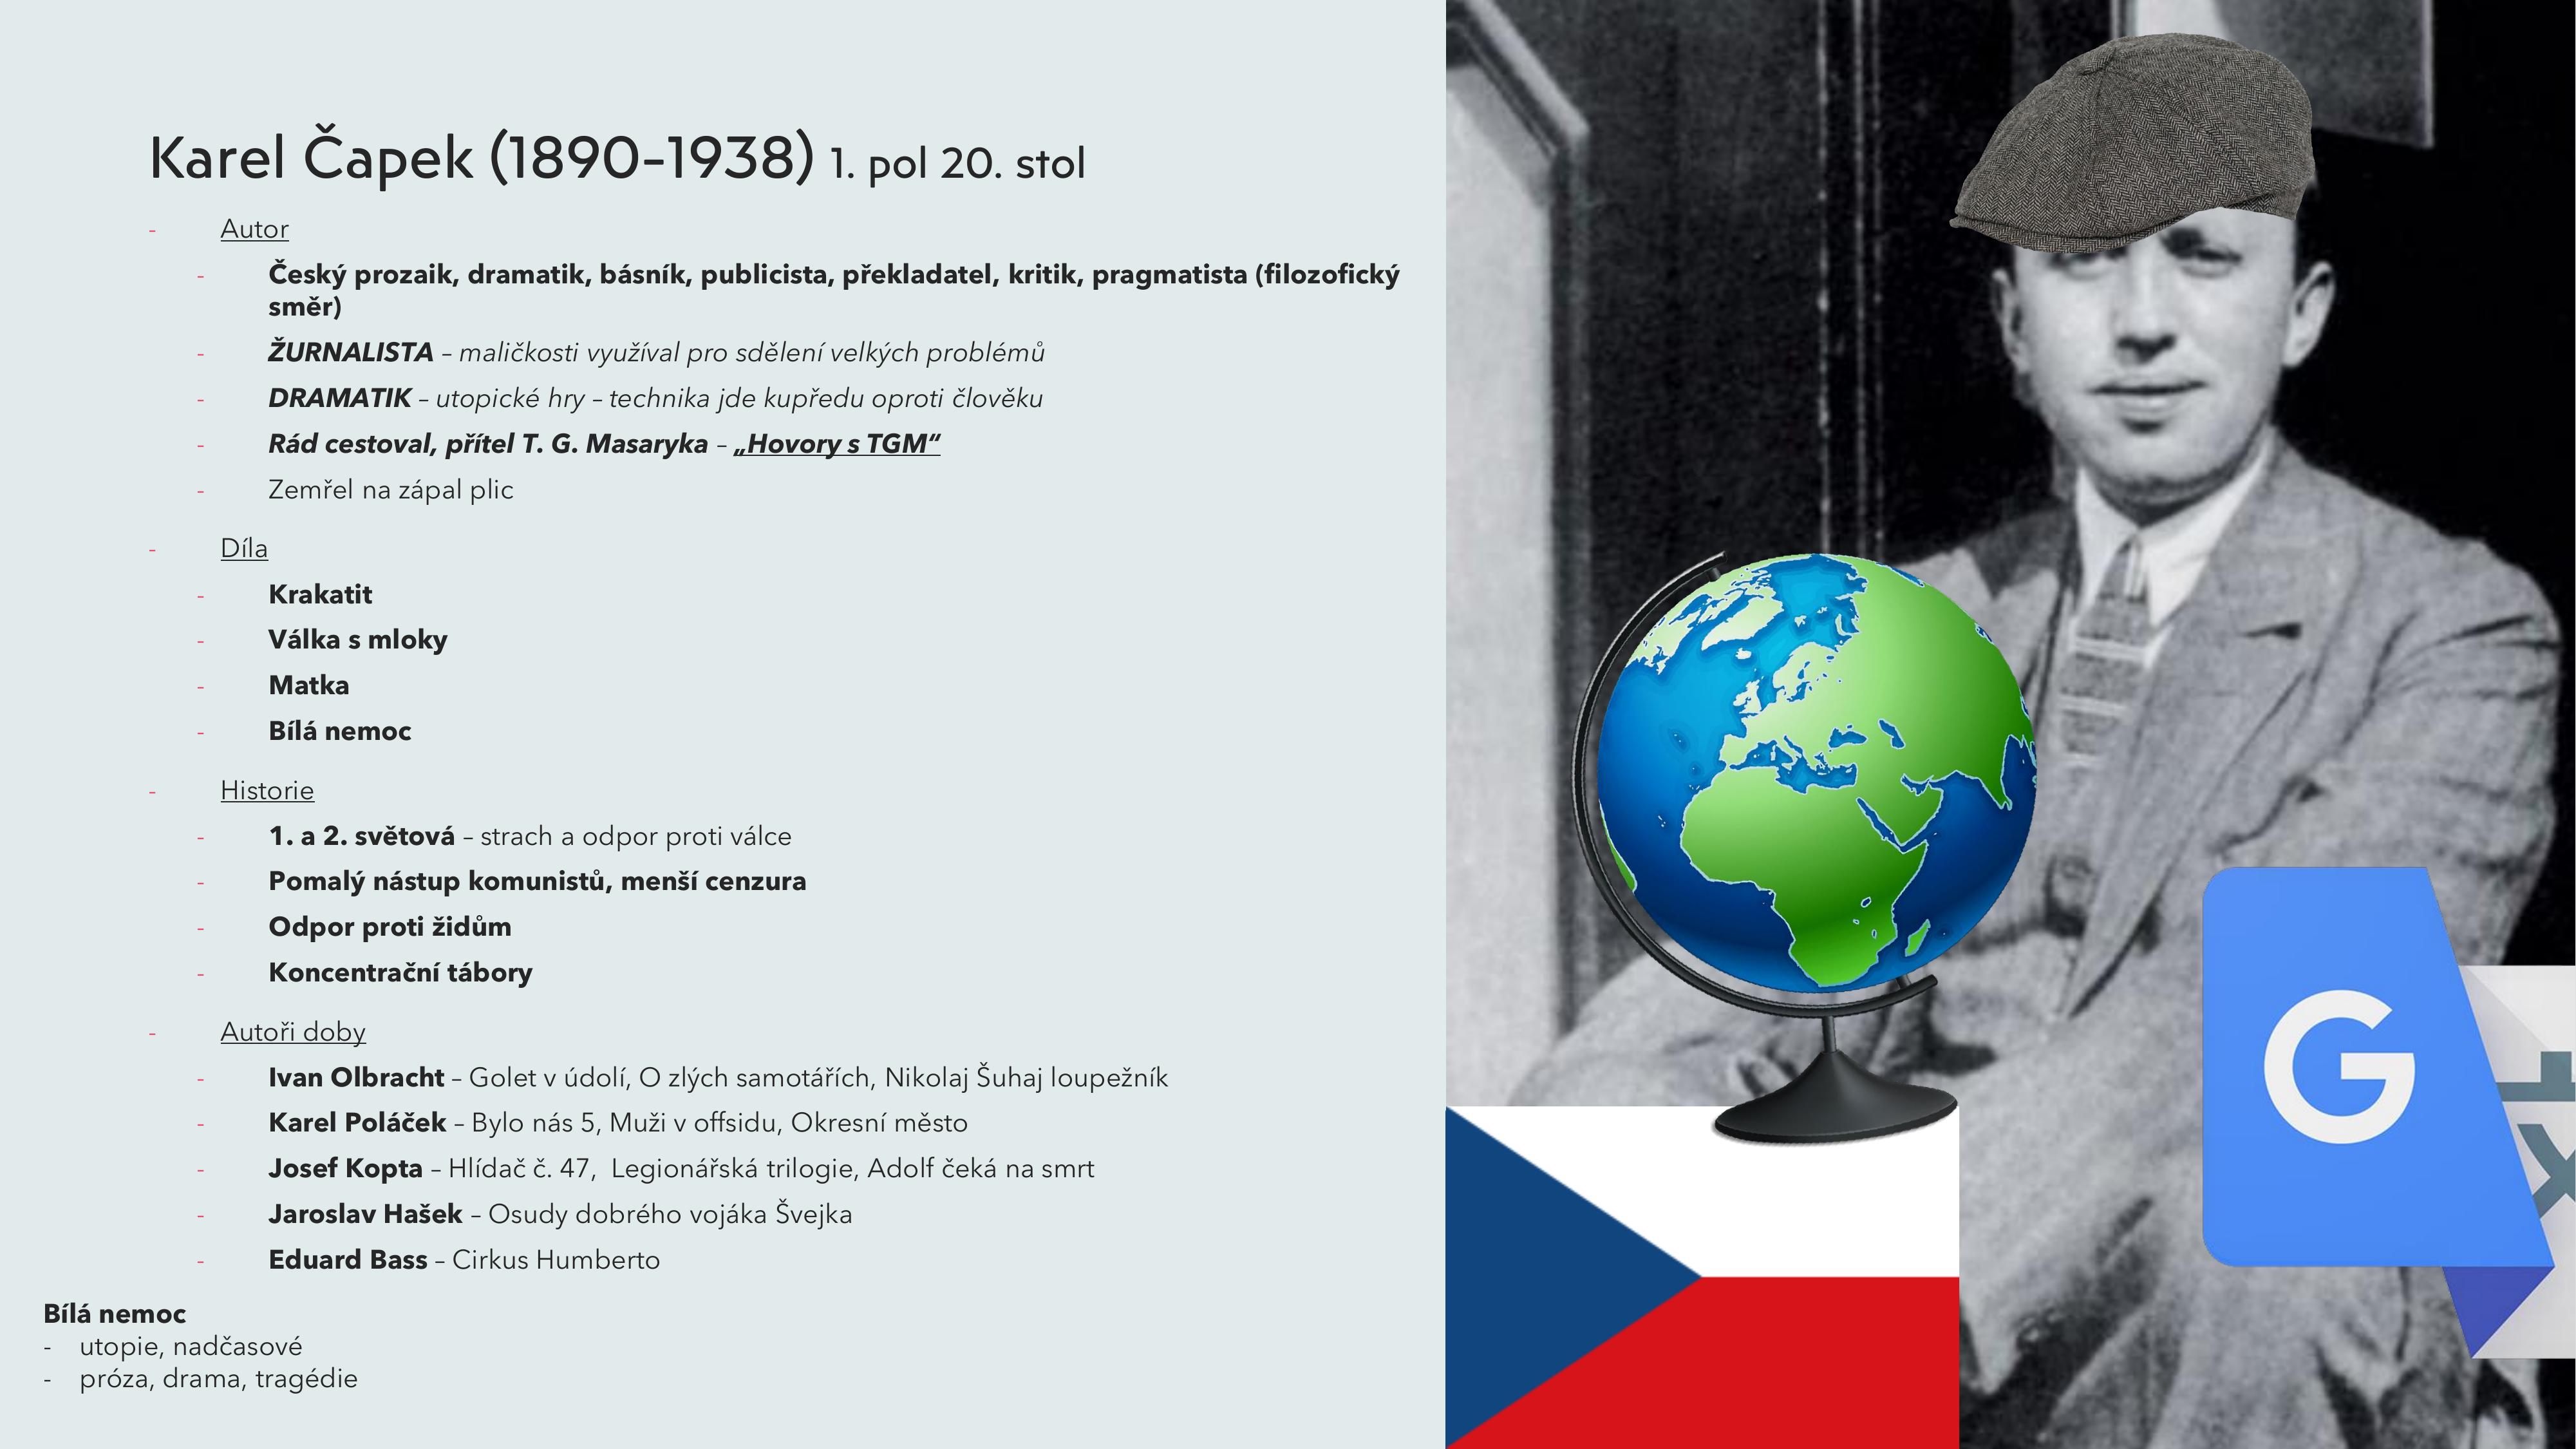 Karel Čapek (1890-1938) 1. pol 20. stol
- Autor
- Český prozaik, dramatik, básník, publicista, překladatel, kritik, pragmatista (filozofický
směr)
- ŽURNALISTA – maličkosti využíval pro sdělení velkých problémů
- DRAMATIK – utopické hry – technika jde kupředu oproti člověku
- Rád cestoval, přítel T. G. Masaryka – „Hovory s TGM“
- Zemřel na zápal plic
- Díla
- Krakatit
- Válka s mloky
- Matka
- Bílá nemoc
- Historie
- 1. a 2. světová – strach a odpor proti válce
- Pomalý nástup komunistů, menší cenzura
- Odpor proti židům
- Koncentrační tábory
- Autoři doby
- Ivan Olbracht – Golet v údolí, O zlých samotářích, Nikolaj Šuhaj loupežník
- Karel Poláček – Bylo nás 5, Muži v offsidu, Okresní město
- Josef Kopta – Hlídač č. 47,  Legionářská trilogie, Adolf čeká na smrt
- Jaroslav Hašek – Osudy dobrého vojáka Švejka
- Eduard Bass – Cirkus Humberto
Bílá nemoc
- utopie, nadčasové
- próza, drama, tragédie
G